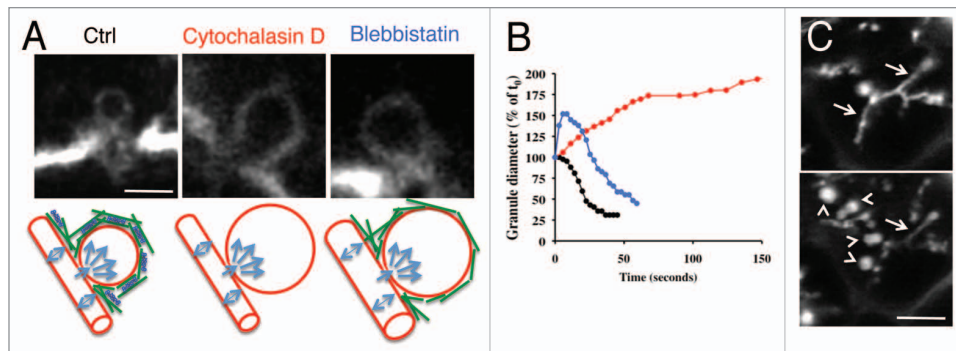 A
Ctrl
Cytochalasin D
Blebbistatin
B
Granule diameter (% of t0)
200
175
150
125
100
75
50
25
0
0 50 100 150
Time (seconds)
C